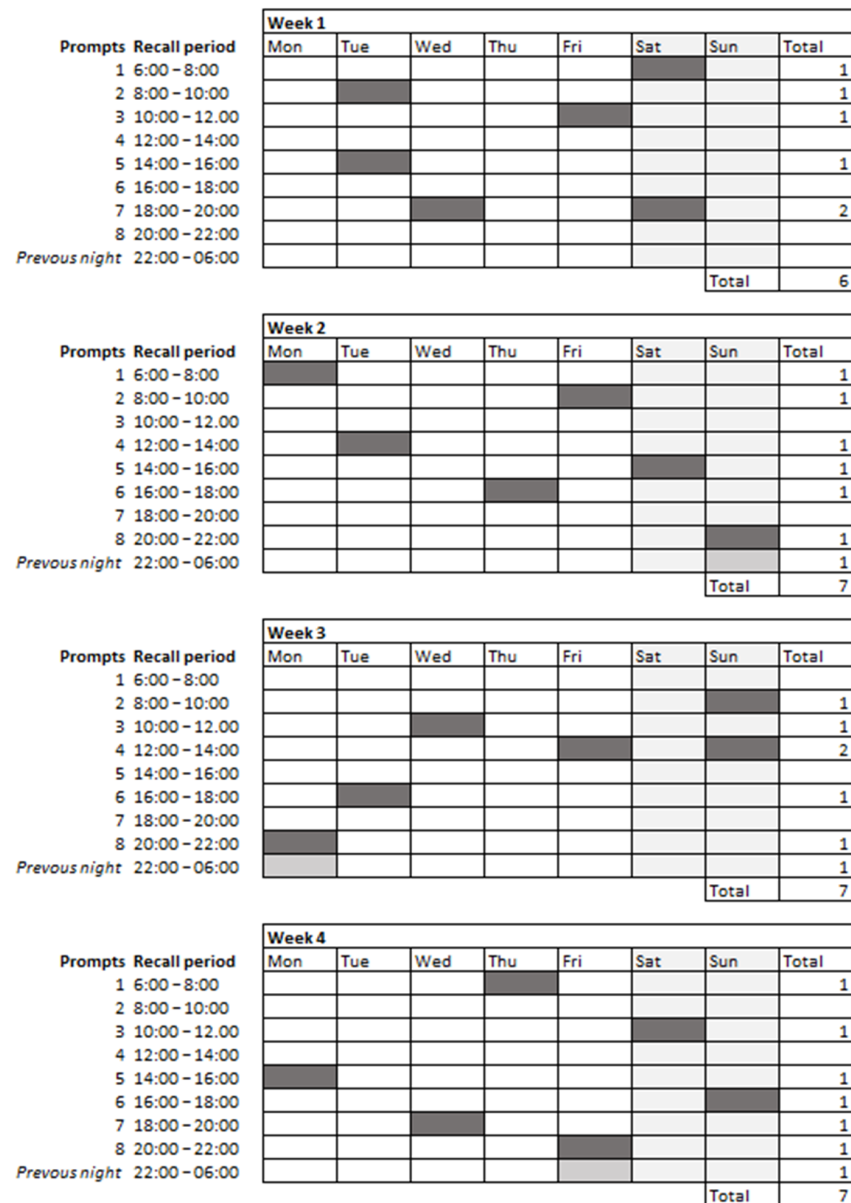 Week 1
Prompts Recall period Mon Tue Wed Thu Fri Sat Sun Total
1 6:00 – 8:00 1
2 8:00 – 10:00 1
3 10:00 – 12.00 1
4 12:00 – 14:00
5 14:00 – 16:00 1
6 16:00 – 18:00
7 18:00 – 20:00 2
8 20:00 – 22:00
Prevous night 22:00 – 06:00
Total 6
Week 2
Prompts Recall period Mon Tue Wed Thu Fri Sat Sun Total
1 6:00 – 8:00 1
2 8:00 – 10:00 1
3 10:00 – 12.00
4 12:00 – 14:00 1
5 14:00 – 16:00 1
6 16:00 – 18:00 1
7 18:00 – 20:00
8 20:00 – 22:00 1
Prevous night 22:00 – 06:00 1
Total 7
Week 3
Prompts Recall period Mon Tue Wed Thu Fri Sat Sun Total
1 6:00 – 8:00
2 8:00 – 10:00 1
3 10:00 – 12.00 1
4 12:00 – 14:00 2
5 14:00 – 16:00
6 16:00 – 18:00 1
7 18:00 – 20:00
8 20:00 – 22:00 1
Prevous night 22:00 – 06:00 1
Total 7
Week 4
Prompts Recall period Mon Tue Wed Thu Fri Sat Sun Total
1 6:00 – 8:00 1
2 8:00 – 10:00
3 10:00 – 12.00 1
4 12:00 – 14:00
5 14:00 – 16:00 1
6 16:00 – 18:00 1
7 18:00 – 20:00 1
8 20:00 – 22:00 1
Prevous night 22:00 – 06:00 1
Total 7